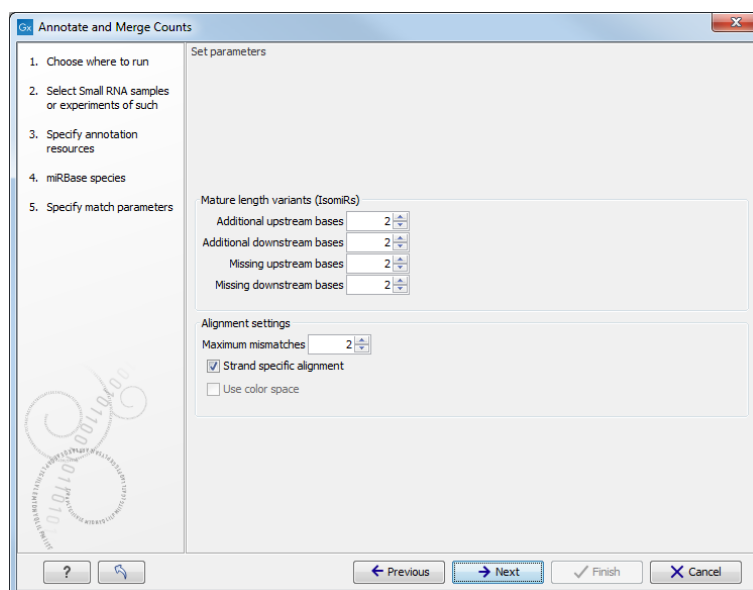 Gx Annotate and Merge Counts
X
1. Choose where to run
2. Select Small RNA samples
or experiments of such
3. Specify annotation
resources
4. miRBase species
5. Specify match parameters
Set parameters
Mature length variants (IsomiRs)
Additional upstream bases 2
Additional downstream bases 2
Missing upstream bases 2
Missing downstream bases 2
Alignment settings
Maximum mismatches 2
Strand specific alignment
Use color space
? Previous Next Finish Cancel